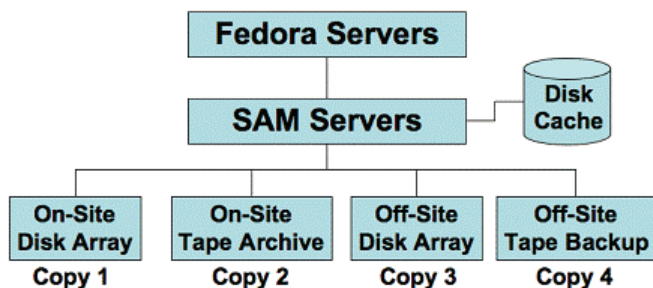 Fedora Servers
SAM Servers
Disk
Cache
On-Site
Disk Array
On-Site
Tape Archive
Off-Site
Disk Array
Off-Site
Tape Backup
Copy 1
Copy 2
Copy 3
Copy 4